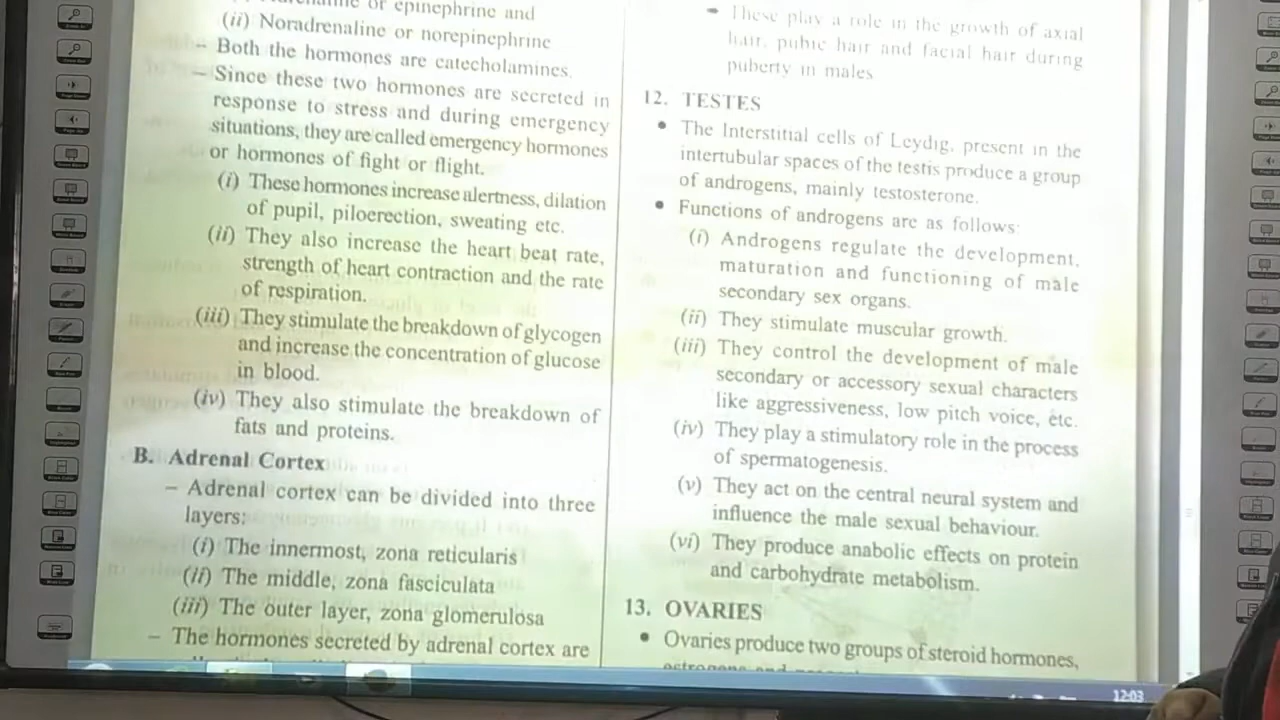 or epinephrine and
(ii) Noradrenaline or norepinephrine
– Both the hormones are catecholamines.
– Since these two hormones are secreted in
response to stress and during emergency
situations, they are called emergency hormones
or hormones of fight or flight.
(i) These hormones increase alertness, dilation
of pupil, piloerection, sweating etc.
(ii) They also increase the heart beat rate,
strength of heart contraction and the rate
of respiration.
(iii) They stimulate the breakdown of glycogen
and increase the concentration of glucose
in blood.
(iv) They also stimulate the breakdown of
fats and proteins.
B. Adrenal Cortex
– Adrenal cortex can be divided into three
layers:
(i) The innermost, zona reticularis
(ii) The middle, zona fasciculata
(iii) The outer layer, zona glomerulosa
– The hormones secreted by adrenal cortex are
– These play a role in the growth of axial
hair, pubic hair and facial hair during
puberty in males
12. TESTES
• The Interstitial cells of Leydig, present in the
intertubular spaces of the testis produce a group
of androgens, mainly testosterone.
• Functions of androgens are as follows:
(i) Androgens regulate the development,
maturation and functioning of male
secondary sex organs.
(ii) They stimulate muscular growth.
(iii) They control the development of male
secondary or accessory sexual characters
like aggressiveness, low pitch voice, etc.
(iv) They play a stimulatory role in the process
of spermatogenesis.
(v) They act on the central neural system and
influence the male sexual behaviour.
(vi) They produce anabolic effects on protein
and carbohydrate metabolism.
13. OVARIES
• Ovaries produce two groups of steroid hormones,
12:03